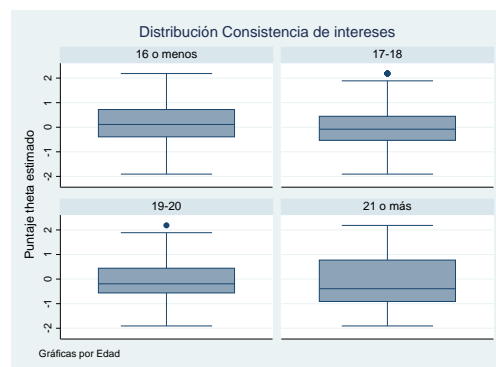 Distribución Consistencia de intereses
16 o menos
17-18
19-20
21 o más
Puntaje theta estimado
2
1
0
-1
-2
2
1
0
-1
-2
Gráficas por Edad